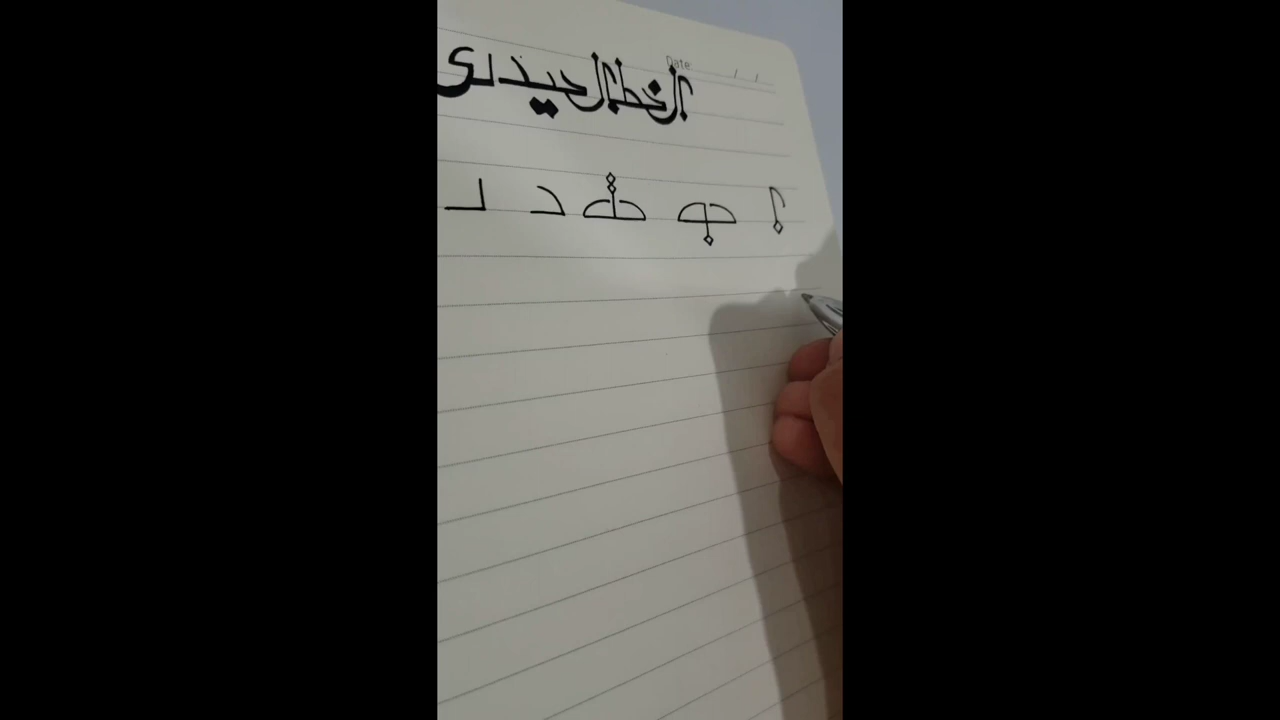 Date / /
الخط الحيدري
ا ب ت د ر